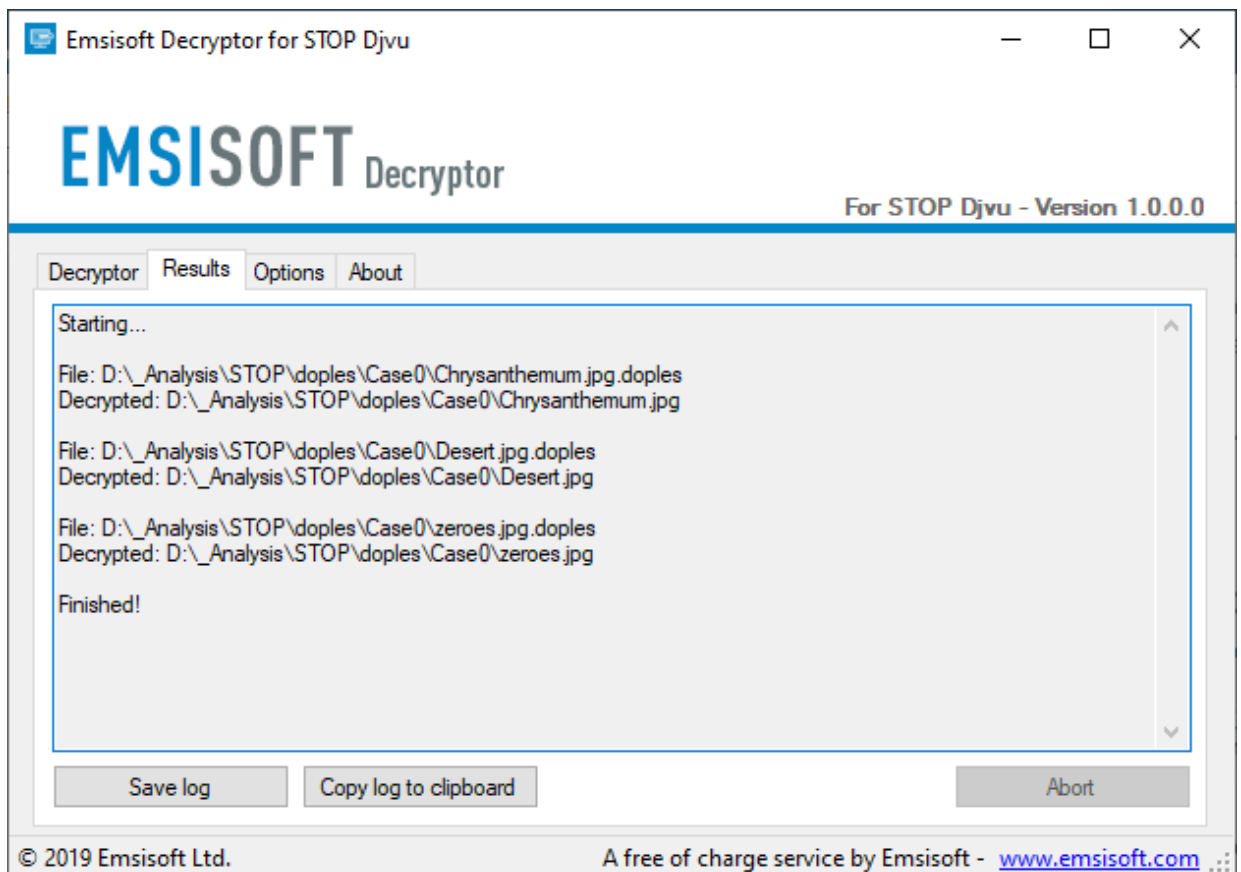 Emsisoft Decryptor for STOP Djvu
EMSISOFT Decryptor
For STOP Djvu - Version 1.0.0.0
Decryptor Results Options About
Starting...
File: D:\_Analysis\STOP\doples\Case0\Chrysanthemum.jpg.doples
Decrypted: D:\_Analysis\STOP\doples\Case0\Chrysanthemum.jpg
File: D:\_Analysis\STOP\doples\Case0\Desert.jpg.doples
Decrypted: D:\_Analysis\STOP\doples\Case0\Desert.jpg
File: D:\_Analysis\STOP\doples\Case0\zeroes.jpg.doples
Decrypted: D:\_Analysis\STOP\doples\Case0\zeroes.jpg
Finished!
Save log Copy log to clipboard Abort
© 2019 Emsisoft Ltd. A free of charge service by Emsisoft - www.emsisoft.com